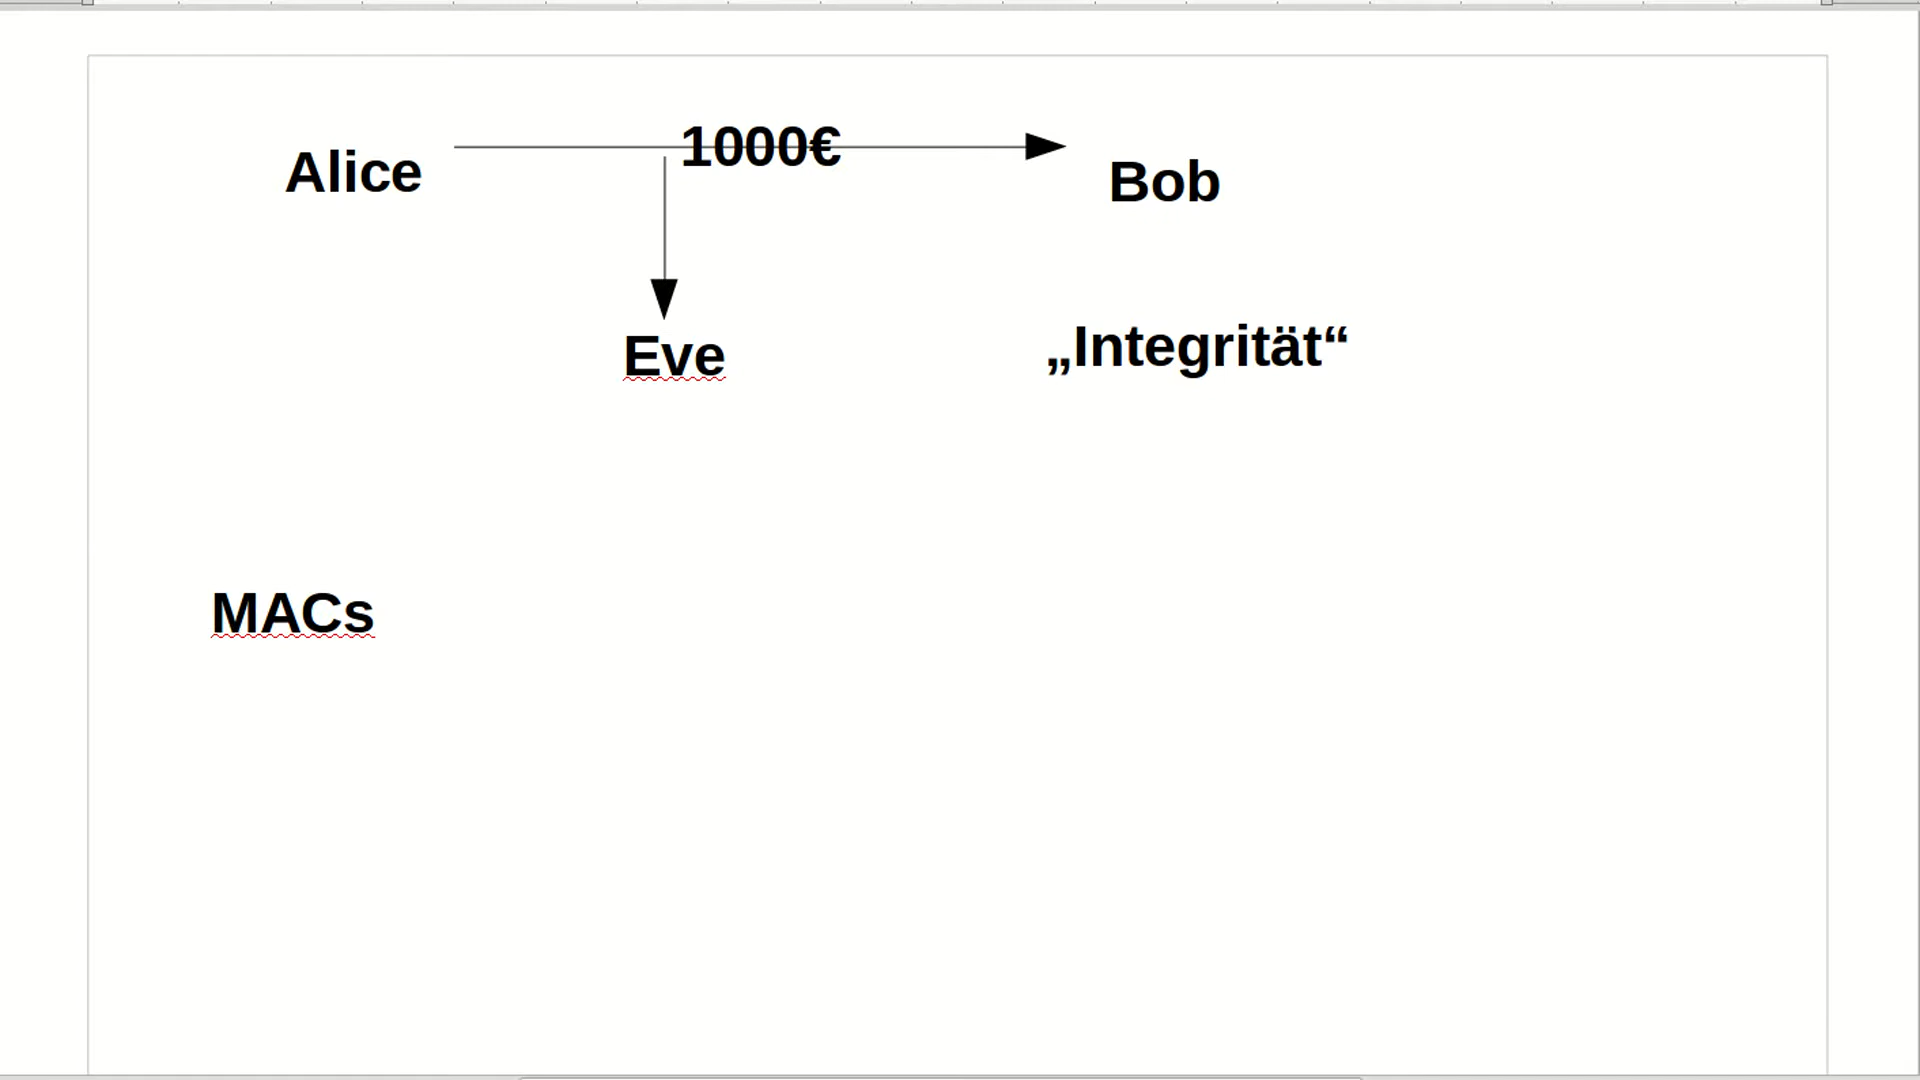 Alice
1000€
Bob
Eve
„Integrität“
MACs